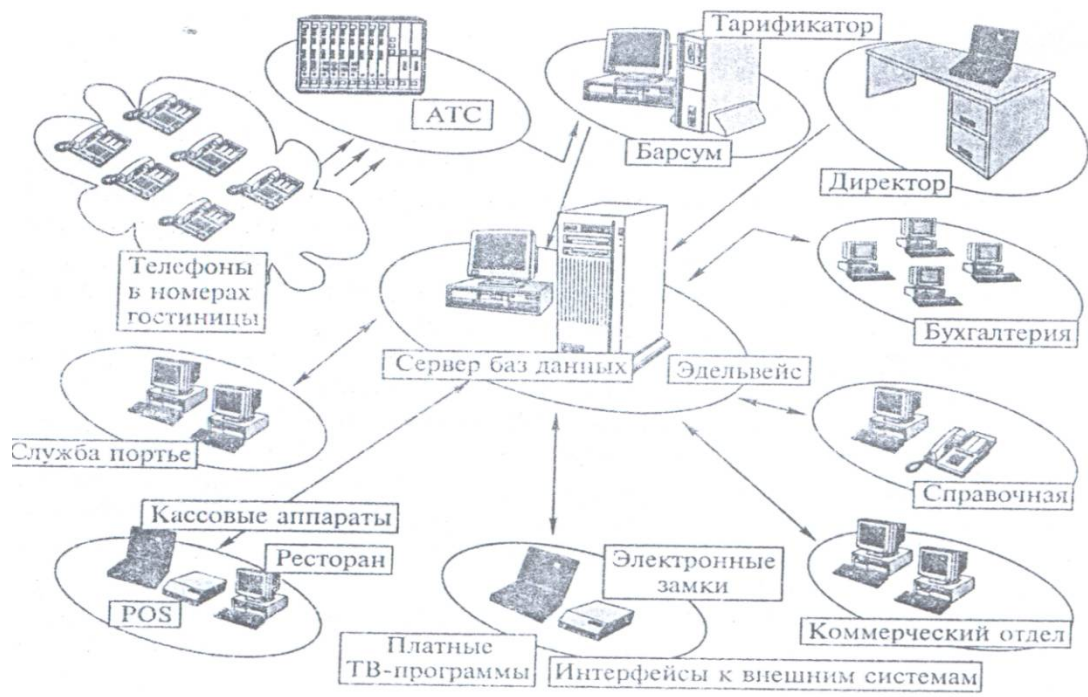 Тарификатор
АТС
Барсум
Директор
Телефоны
в номерах
гостиницы
Бухгалтерия
Сервер баз данных
Эдельвейс
Служба портье
Справочная
Кассовые аппараты
Ресторан
POS
Электронные
замки
Коммерческий отдел
Платные
ТВ-программы
Интерфейсы к внешним системам